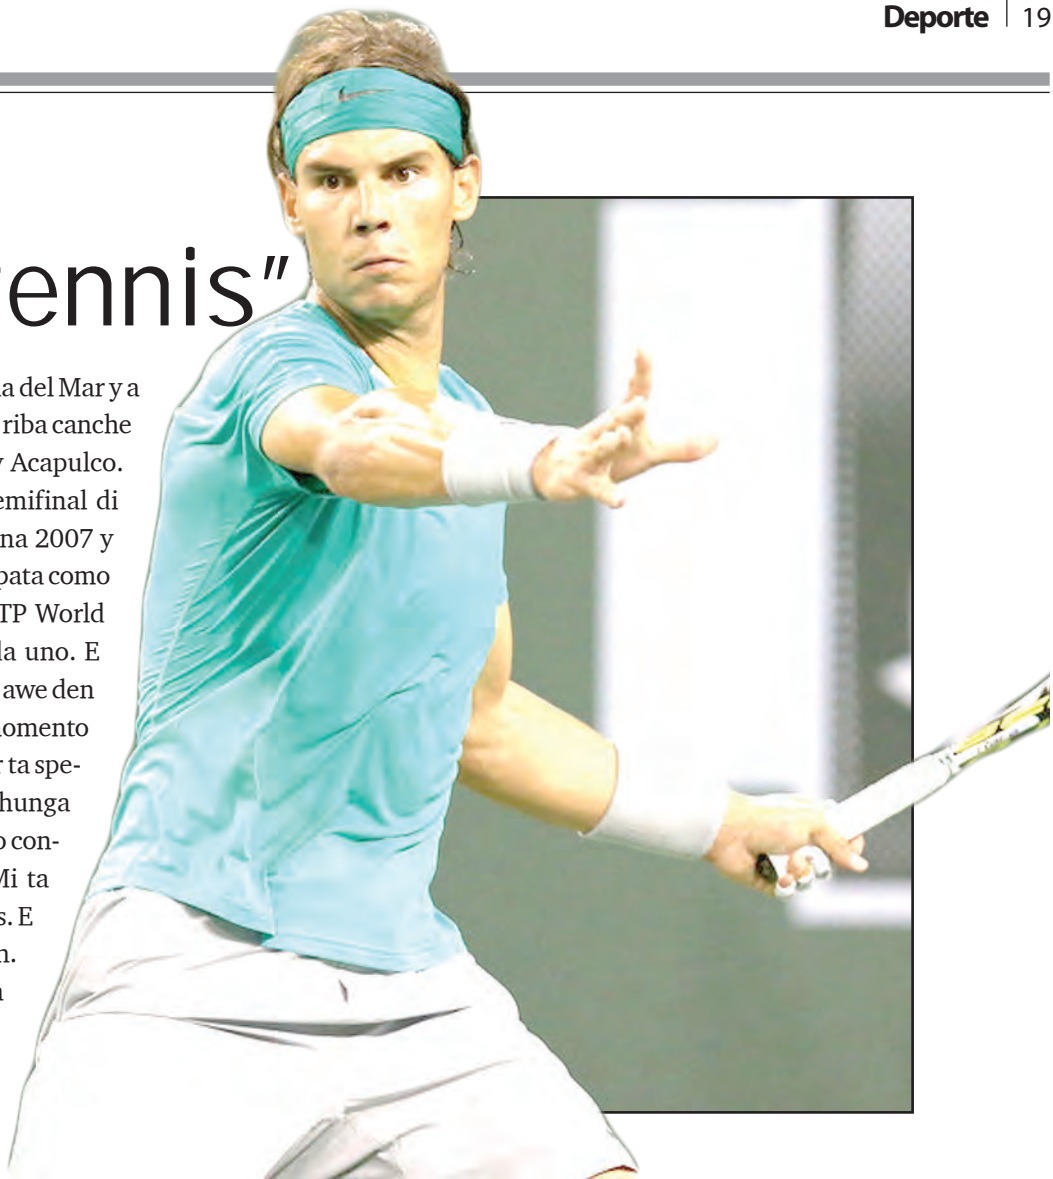 Deporte 19
ennis"
a del Mar y a
riba canche
y Acapulco.
emifinal di
na 2007 y
pata como
TP World
la uno. E
awe den
momento
r ta spe-
hunga
o con-
Mi ta
s. E
n.